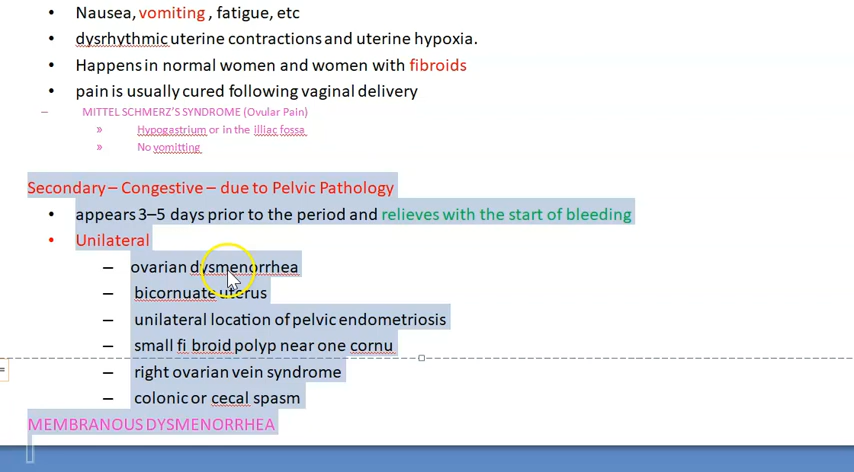 • Nausea, vomiting , fatigue, etc
• dysrhythmic uterine contractions and uterine hypoxia.
• Happens in normal women and women with fibroids
• pain is usually cured following vaginal delivery
– MITTEL SCHMERZ’S SYNDROME (Ovular Pain)
» Hypogastrium or in the illiac fossa
» No vomitting
Secondary – Congestive – due to Pelvic Pathology
• appears 3–5 days prior to the period and relieves with the start of bleeding
• Unilateral
– ovarian dysmenorrhea
– bicornuate uterus
– unilateral location of pelvic endometriosis
– small fi broid polyp near one cornu
– right ovarian vein syndrome
– colonic or cecal spasm
MEMBRANOUS DYSMENORRHEA